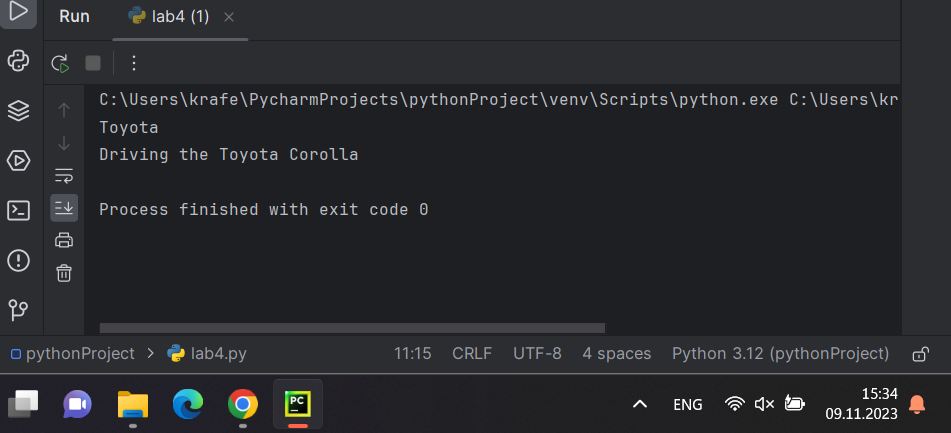 Run lab4 (1)
C:\Users\krafe\PycharmProjects\pythonProject\venv\Scripts\python.exe C:\Users\kr
Toyota
Driving the Toyota Corolla
Process finished with exit code 0
pythonProject > lab4.py 11:15 CRLF UTF-8 4 spaces Python 3.12 (pythonProject)
PC ENG 15:34
09.11.2023